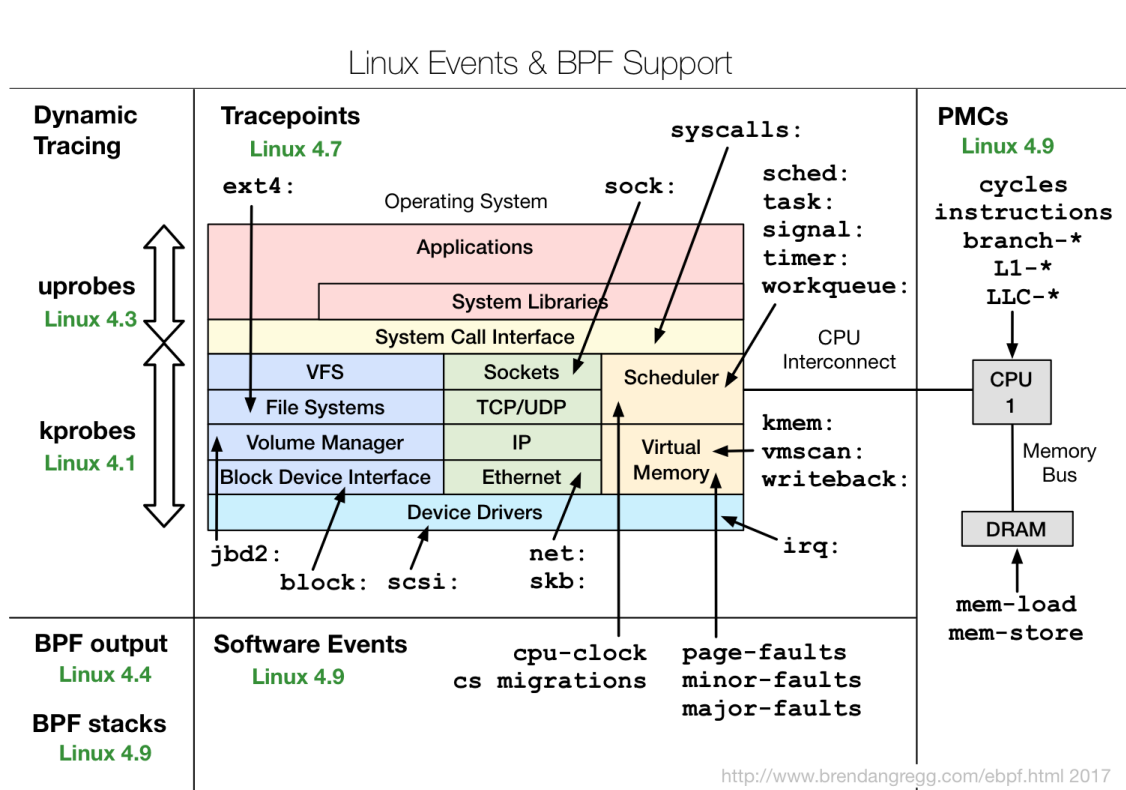 Linux Events & BPF Support
Dynamic
Tracing
uprobes
Linux 4.3
kprobes
Linux 4.1
Tracepoints
Linux 4.7
syscalls:
ext4:
sock:
sched:
task:
signal:
timer:
workqueue:
Operating System
Applications
System Libraries
System Call Interface
VFS
Sockets
Scheduler
File Systems
TCP/UDP
Volume Manager
IP
Virtual
Memory
Block Device Interface
Ethernet
Device Drivers
CPU
Interconnect
kmem:
vmscan:
writeback:
jbd2:
block:
scsi:
net:
skb:
irq:
PMCs
Linux 4.9
cycles
instructions
branch-*
L1-*
LLC-*
CPU
1
Memory
Bus
DRAM
mem-load
mem-store
BPF output
Linux 4.4
BPF stacks
Linux 4.9
Software Events
Linux 4.9
cpu-clock
cs migrations
page-faults
minor-faults
major-faults
http://www.brendangregg.com/ebpf.html 2017